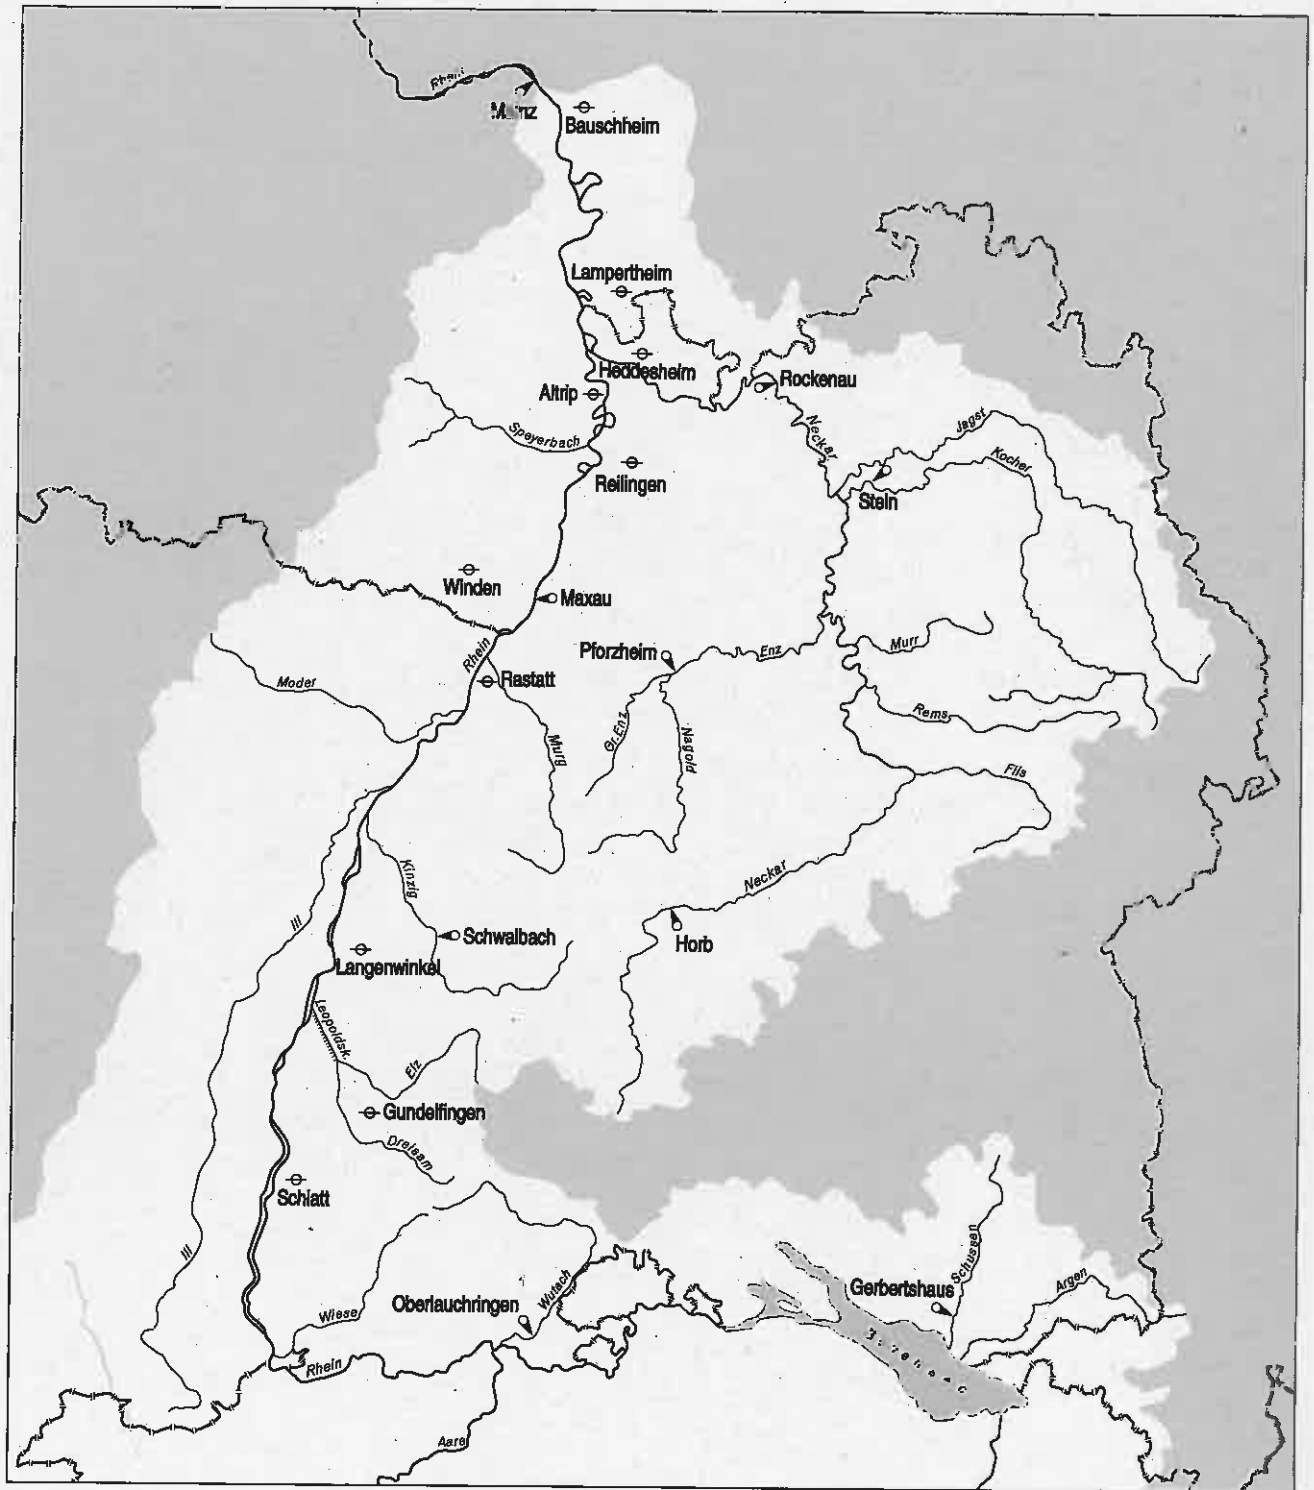 Rhein
Bauschheim
Lampertheim
Heddesheim
Altrip
Rockenau
Neckar
Jagst
Speyerbach
Kocher
Reilingen
Stein
Winden
Maxau
Rhein
Pforzheim
Enz
Murr
Moder
Rastatt
Gr.Enz
Nagold
Murg
Rems
Fils
Kinzig
Neckar
Ill
Schwalbach
Horb
Langenwinkel
Leopoldsk.
Elz
Gundelfingen
Dreisam
Schlatt
Ill
Schussen
Argen
Gerbertshaus
Wutach
Oberlauchringen
Wiese
Rhein
Aare